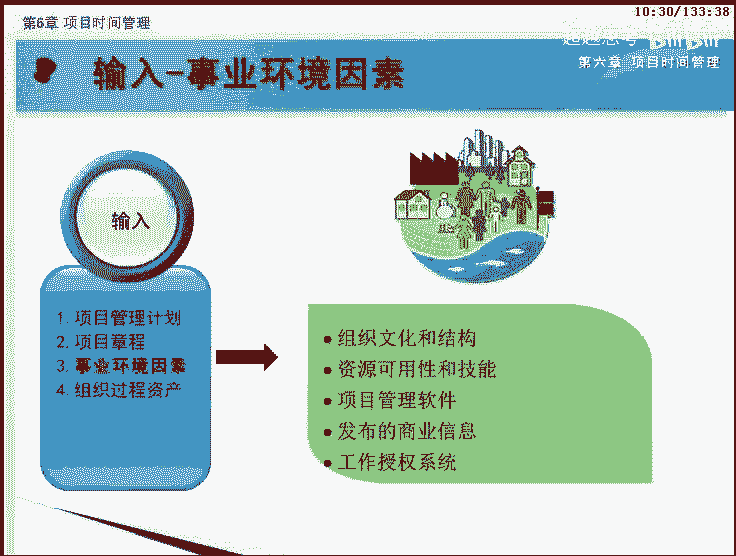 第6章 项目时间管理
10:30/133:38
第六章 项目时间管理
输入-事业环境因素
输入
1. 项目管理计划
2. 项目章程
3. 事业环境因素
4. 组织过程资产
●组织文化和结构
●资源可用性和技能
●项目管理软件
●发布的商业信息
●工作授权系统